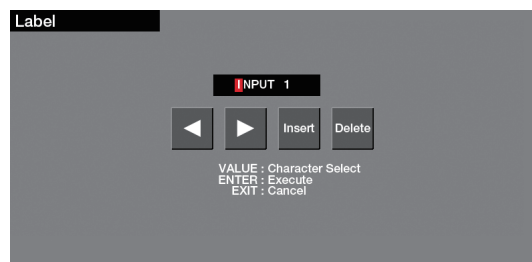 Label
INPUT 1
Insert
Delete
VALUE : Character Select
ENTER : Execute
EXIT : Cancel